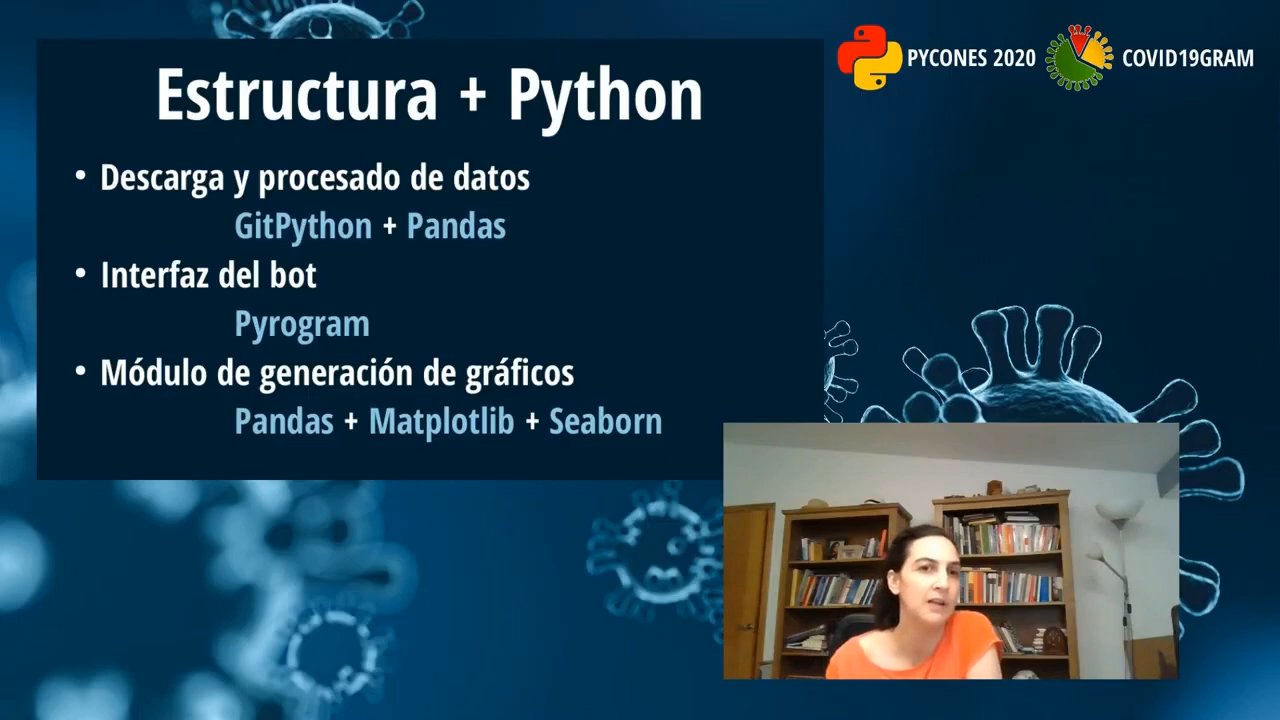 PYCONES 2020
COVID19GRAM
Estructura + Python
• Descarga y procesado de datos
GitPython + Pandas
• Interfaz del bot
Pyrogram
• Módulo de generación de gráficos
Pandas + Matplotlib + Seaborn